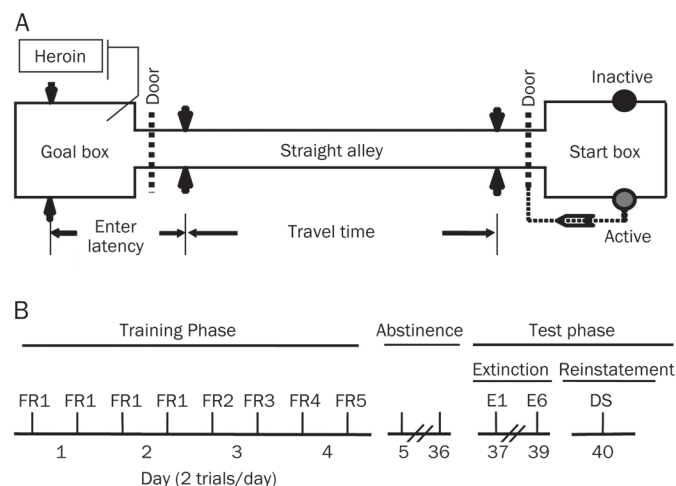 A
Heroin
Door
Door
Inactive
Goal box
Straight alley
Start box
Enter
latency
Travel time
Active
B
Training Phase
Abstinence
Test phase
Extinction
Reinstatement
FR1 FR1 FR1 FR1 FR2 FR3 FR4 FR5
E1 E6
DS
1 2 3 4
5 36
37 39
40
Day (2 trials/day)